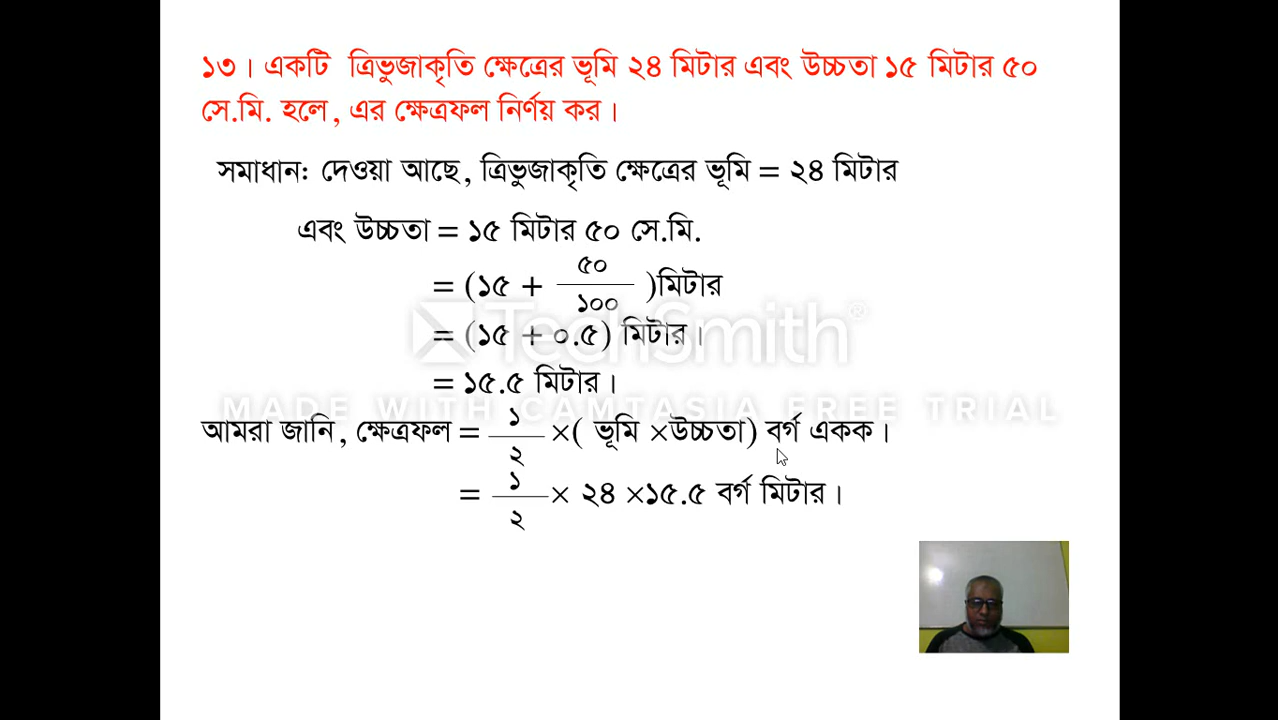 ১৩। একটি ত্রিভুজাকৃতি ক্ষেত্রের ভূমি ২৪ মিটার এবং উচ্চতা ১৫ মিটার ৫০
সে.মি. হলে, এর ক্ষেত্রফল নির্ণয় কর।
সমাধান: দেওয়া আছে, ত্রিভুজাকৃতি ক্ষেত্রের ভূমি = ২৪ মিটার
এবং উচ্চতা = ১৫ মিটার ৫০ সে.মি.
= (১৫ + ৫০/১০০ )মিটার
= (১৫ + ০.৫) মিটার।
TechSmith®
= ১৫.৫ মিটার।
MADE WITH CAMTASIA FREE TRIAL
আমরা জানি, ক্ষেত্রফল = ১/২ ×( ভূমি ×উচ্চতা) বর্গ একক।
= ১/২ × ২৪ ×১৫.৫ বর্গ মিটার।